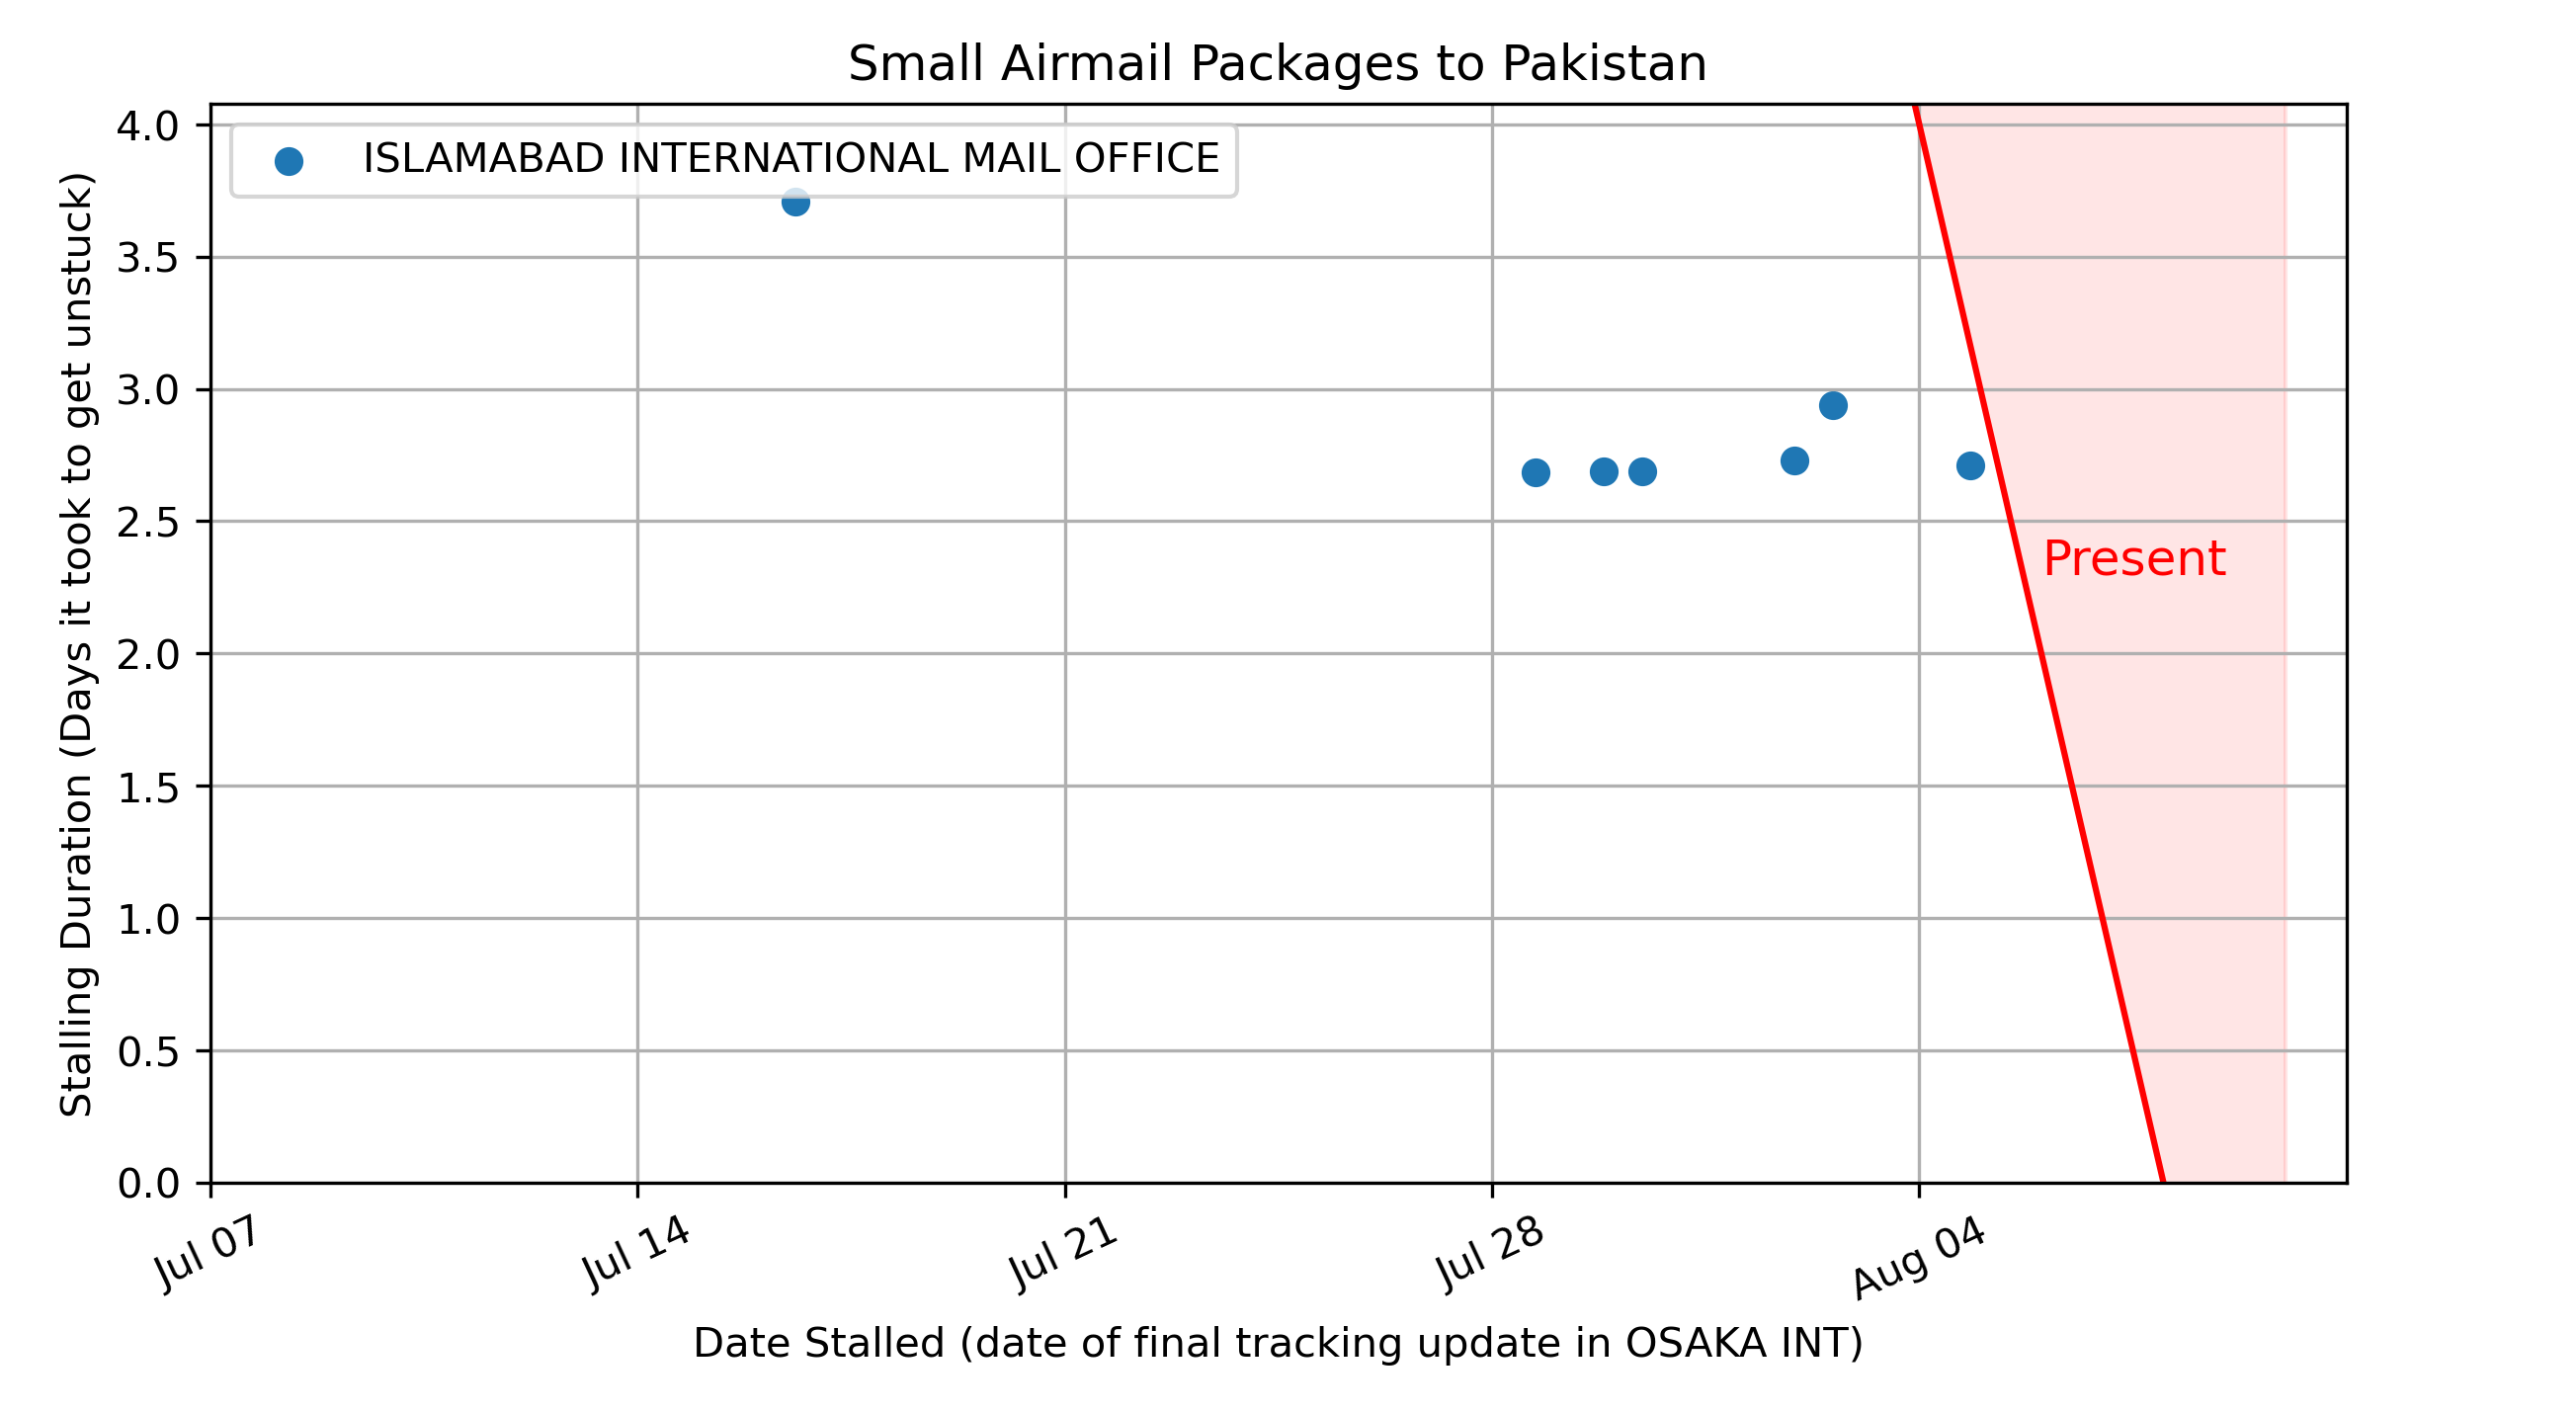 Small Airmail Packages to Pakistan
ISLAMABAD INTERNATIONAL MAIL OFFICE
Stalling Duration (Days it took to get unstuck)
4.0
3.5
3.0
2.5
2.0
1.5
1.0
0.5
0.0
Present
Jul 07
Jul 14
Jul 21
Jul 28
Aug 04
Date Stalled (date of final tracking update in OSAKA INT)